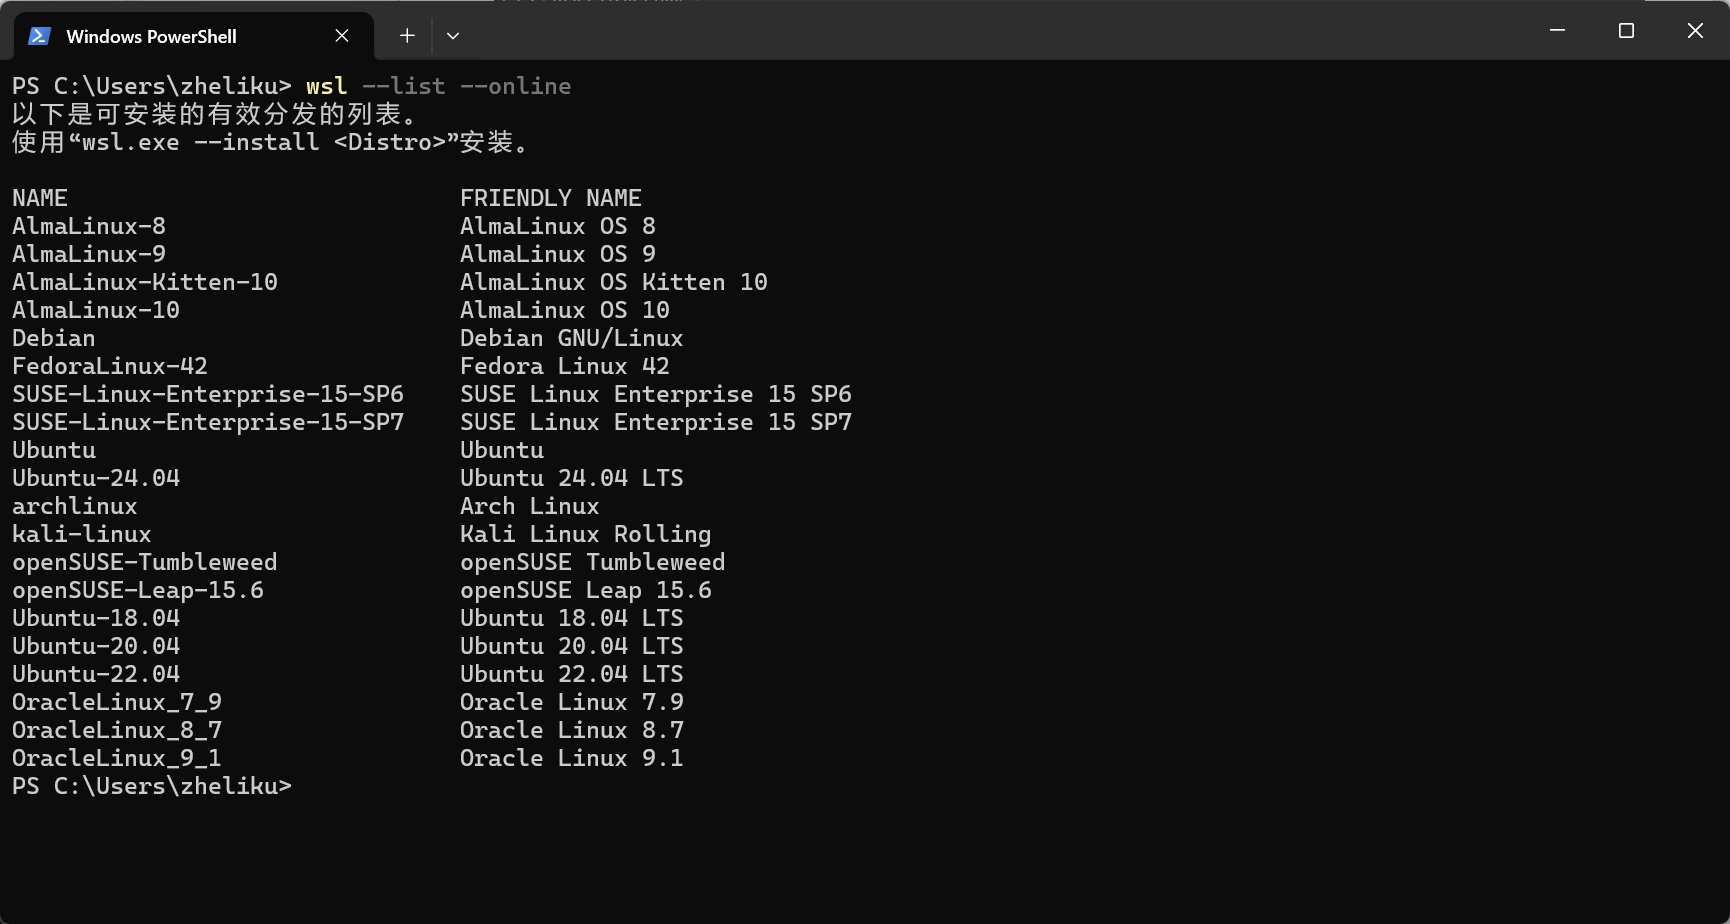 Windows PowerShell
PS C:\Users\zheliku> wsl --list --online
以下是可安装的有效分发的列表。
使用“wsl.exe --install <Distro>”安装。
NAME FRIENDLY NAME
AlmaLinux-8 AlmaLinux OS 8
AlmaLinux-9 AlmaLinux OS 9
AlmaLinux-Kitten-10 AlmaLinux OS Kitten 10
AlmaLinux-10 AlmaLinux OS 10
Debian Debian GNU/Linux
FedoraLinux-42 Fedora Linux 42
SUSE-Linux-Enterprise-15-SP6 SUSE Linux Enterprise 15 SP6
SUSE-Linux-Enterprise-15-SP7 SUSE Linux Enterprise 15 SP7
Ubuntu Ubuntu
Ubuntu-24.04 Ubuntu 24.04 LTS
archlinux Arch Linux
kali-linux Kali Linux Rolling
openSUSE-Tumbleweed openSUSE Tumbleweed
openSUSE-Leap-15.6 openSUSE Leap 15.6
Ubuntu-18.04 Ubuntu 18.04 LTS
Ubuntu-20.04 Ubuntu 20.04 LTS
Ubuntu-22.04 Ubuntu 22.04 LTS
OracleLinux_7_9 Oracle Linux 7.9
OracleLinux_8_7 Oracle Linux 8.7
OracleLinux_9_1 Oracle Linux 9.1
PS C:\Users\zheliku>